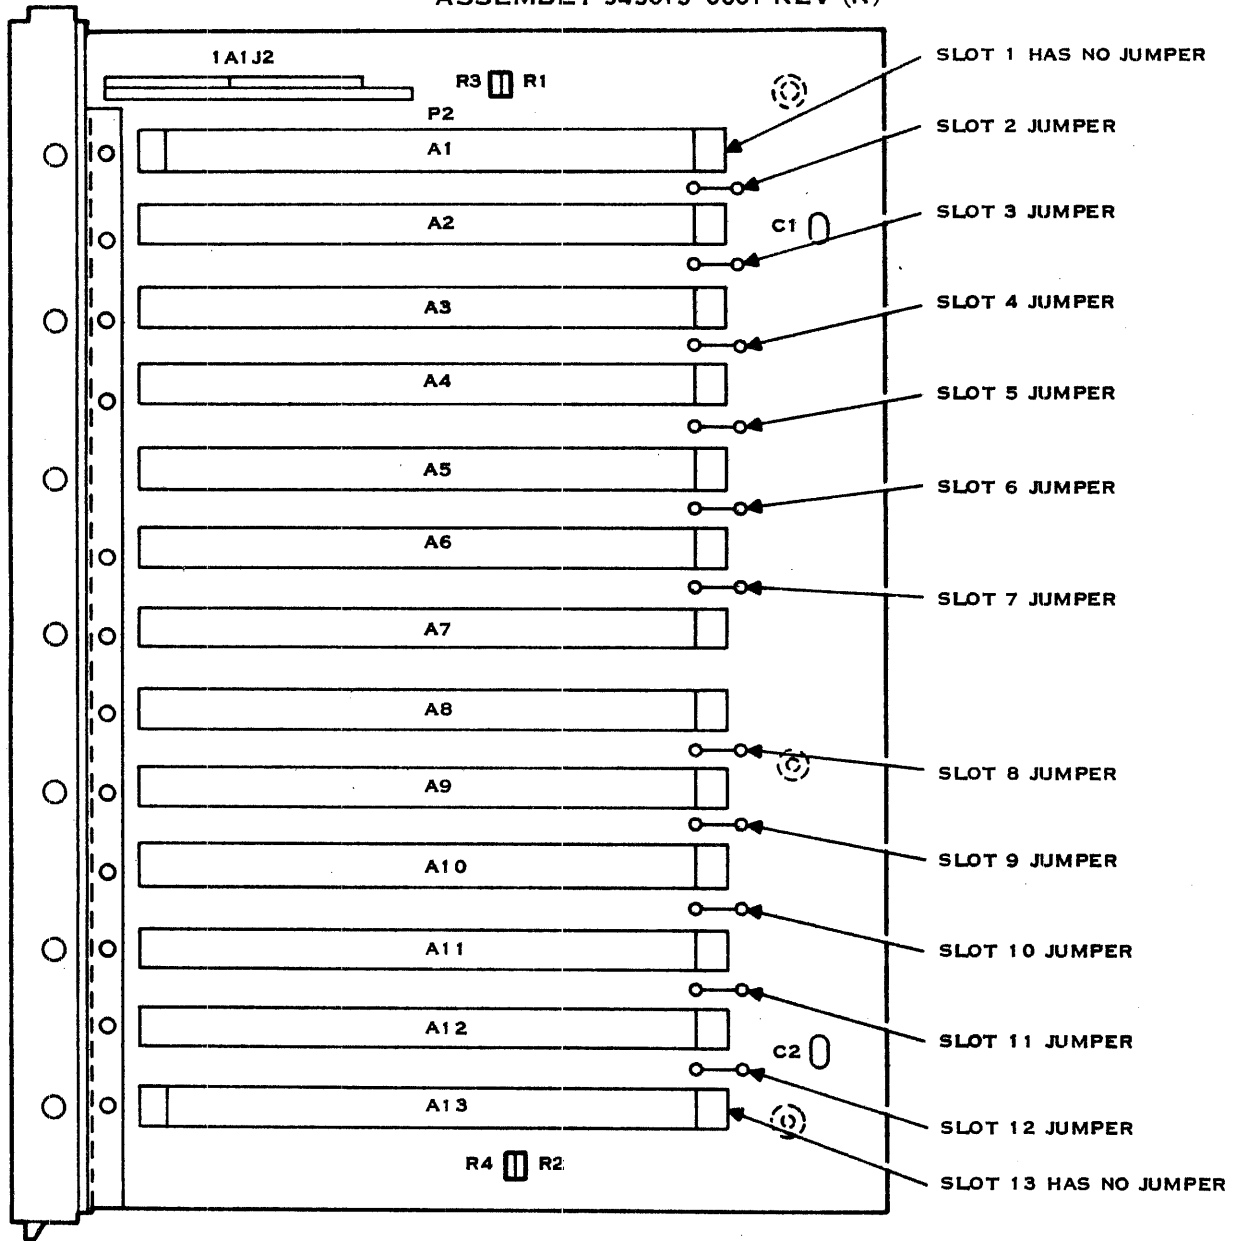 1A1J2
R3 R1
P2
A1
A2
C1
A3
A4
A5
A6
A7
A8
A9
A10
A11
A12
C2
A13
R4 R2
SLOT 1 HAS NO JUMPER
SLOT 2 JUMPER
SLOT 3 JUMPER
SLOT 4 JUMPER
SLOT 5 JUMPER
SLOT 6 JUMPER
SLOT 7 JUMPER
SLOT 8 JUMPER
SLOT 9 JUMPER
SLOT 10 JUMPER
SLOT 11 JUMPER
SLOT 12 JUMPER
SLOT 13 HAS NO JUMPER